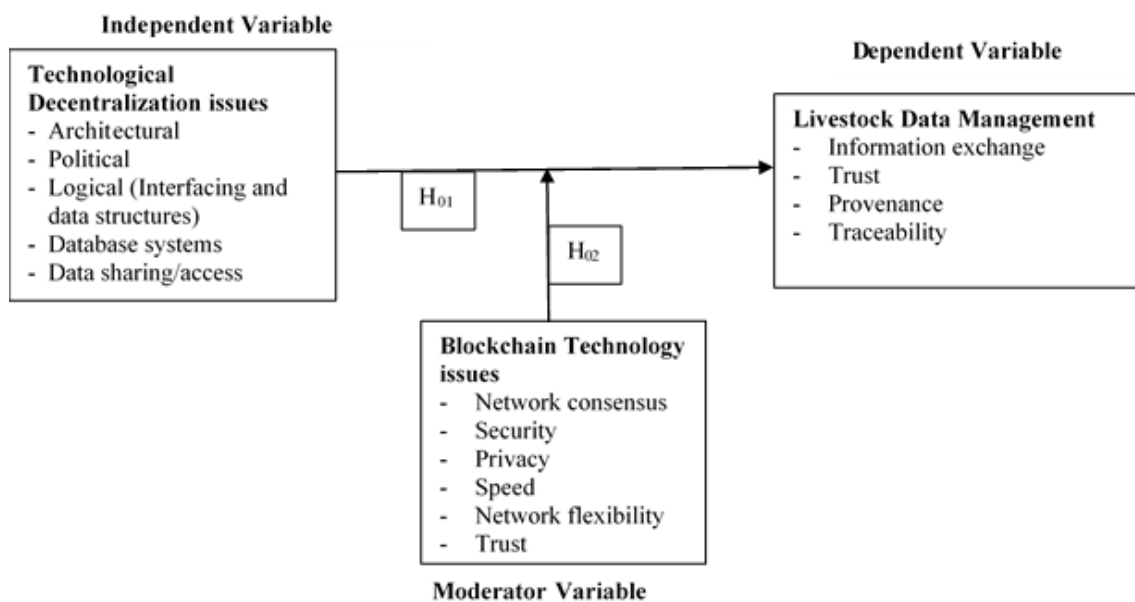 Independent Variable
Technological
Decentralization issues
- Architectural
- Political
- Logical (Interfacing and
data structures)
- Database systems
- Data sharing/access
H01
H02
Dependent Variable
Livestock Data Management
- Information exchange
- Trust
- Provenance
- Traceability
Blockchain Technology
issues
- Network consensus
- Security
- Privacy
- Speed
- Network flexibility
- Trust
Moderator Variable